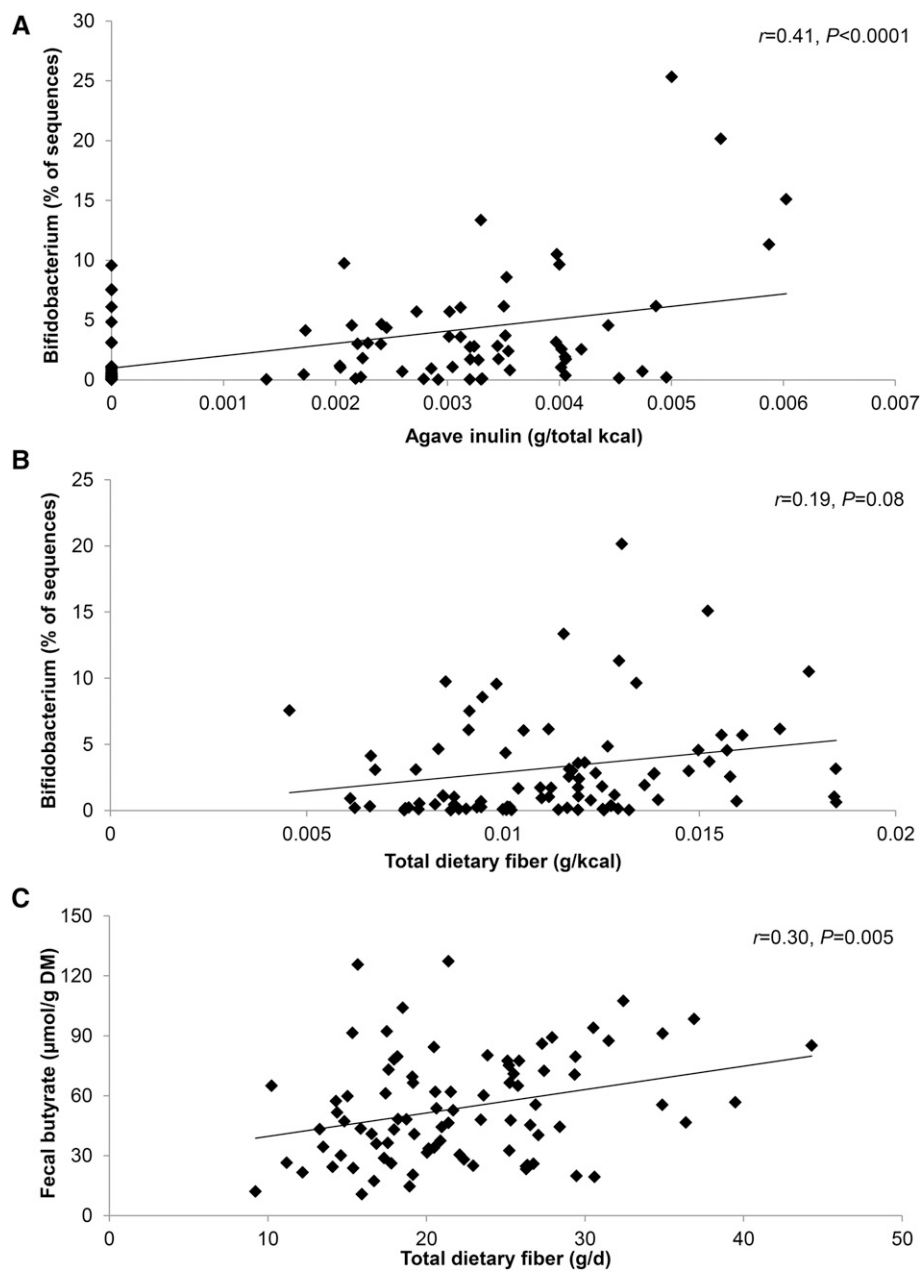 A
r=0.41, P<0.0001
Bifidobacterium (% of sequences)
30
25
20
15
10
5
0
0 0.001 0.002 0.003 0.004 0.005 0.006 0.007
Agave inulin (g/total kcal)
B
r=0.19, P=0.08
Bifidobacterium (% of sequences)
25
20
15
10
5
0
0 0.005 0.01 0.015 0.02
Total dietary fiber (g/kcal)
C
r=0.30, P=0.005
Fecal butyrate (µmol/g DM)
150
120
90
60
30
0
0 10 20 30 40 50
Total dietary fiber (g/d)